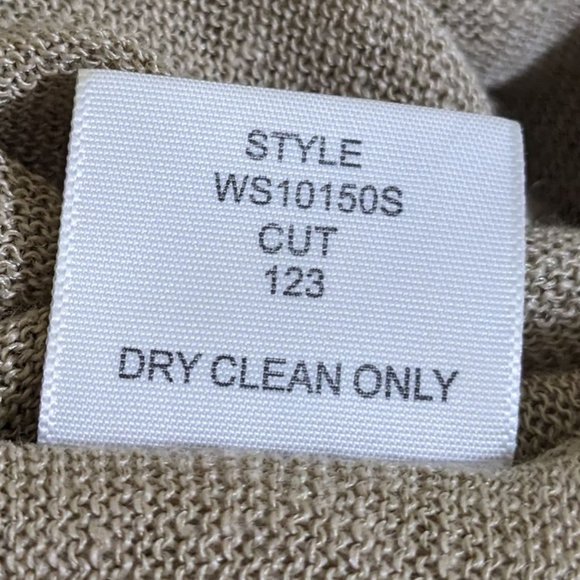 STYLE
WS10150S
CUT
123
DRY CLEAN ONLY